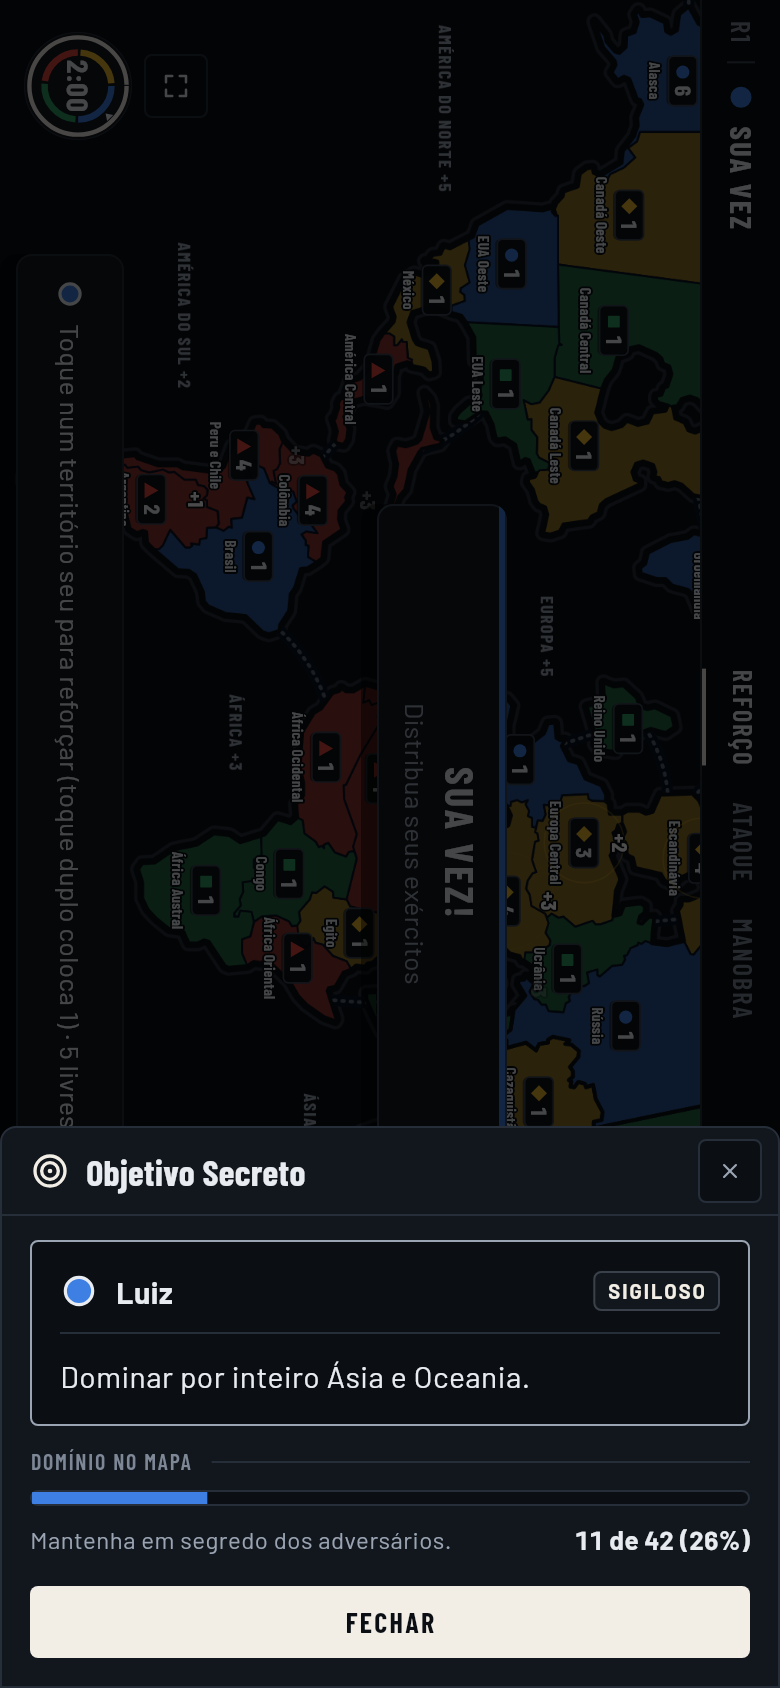 R1
SUA VEZ
REFORÇO
ATAQUE
MANOBRA
2:00
AMÉRICA DO NORTE +5
AMÉRICA DO SUL +2
EUROPA +5
ÁFRICA +3
ÁSIA
6
Alasca
1
Canadá Oeste
1
Canadá Central
1
Canadá Leste
1
EUA Oeste
1
EUA Leste
1
México
1
América Central
+3
4
Colômbia
+3
4
Peru e Chile
+1
2
1
Brasil
1
Reino Unido
1
Escandinávia
+2
3
Europa Central
+3
1
Ucrânia
1
Rússia
1
1
África Ocidental
1
Congo
1
África Austral
1
Egito
1
África Oriental
SUA VEZ!
Distribua seus exércitos
Toque num território seu para reforçar (toque duplo coloca 1) · 5 livres
Objetivo Secreto
Luiz
SIGILOSO
Dominar por inteiro Ásia e Oceania.
DOMÍNIO NO MAPA
Mantenha em segredo dos adversários.
11 de 42 (26%)
FECHAR